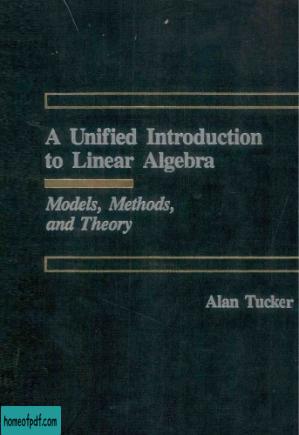 A Unified Introduction
to Linear Algebra
Models, Methods,
and Theory
Alan Tucker
homeofpdf.com